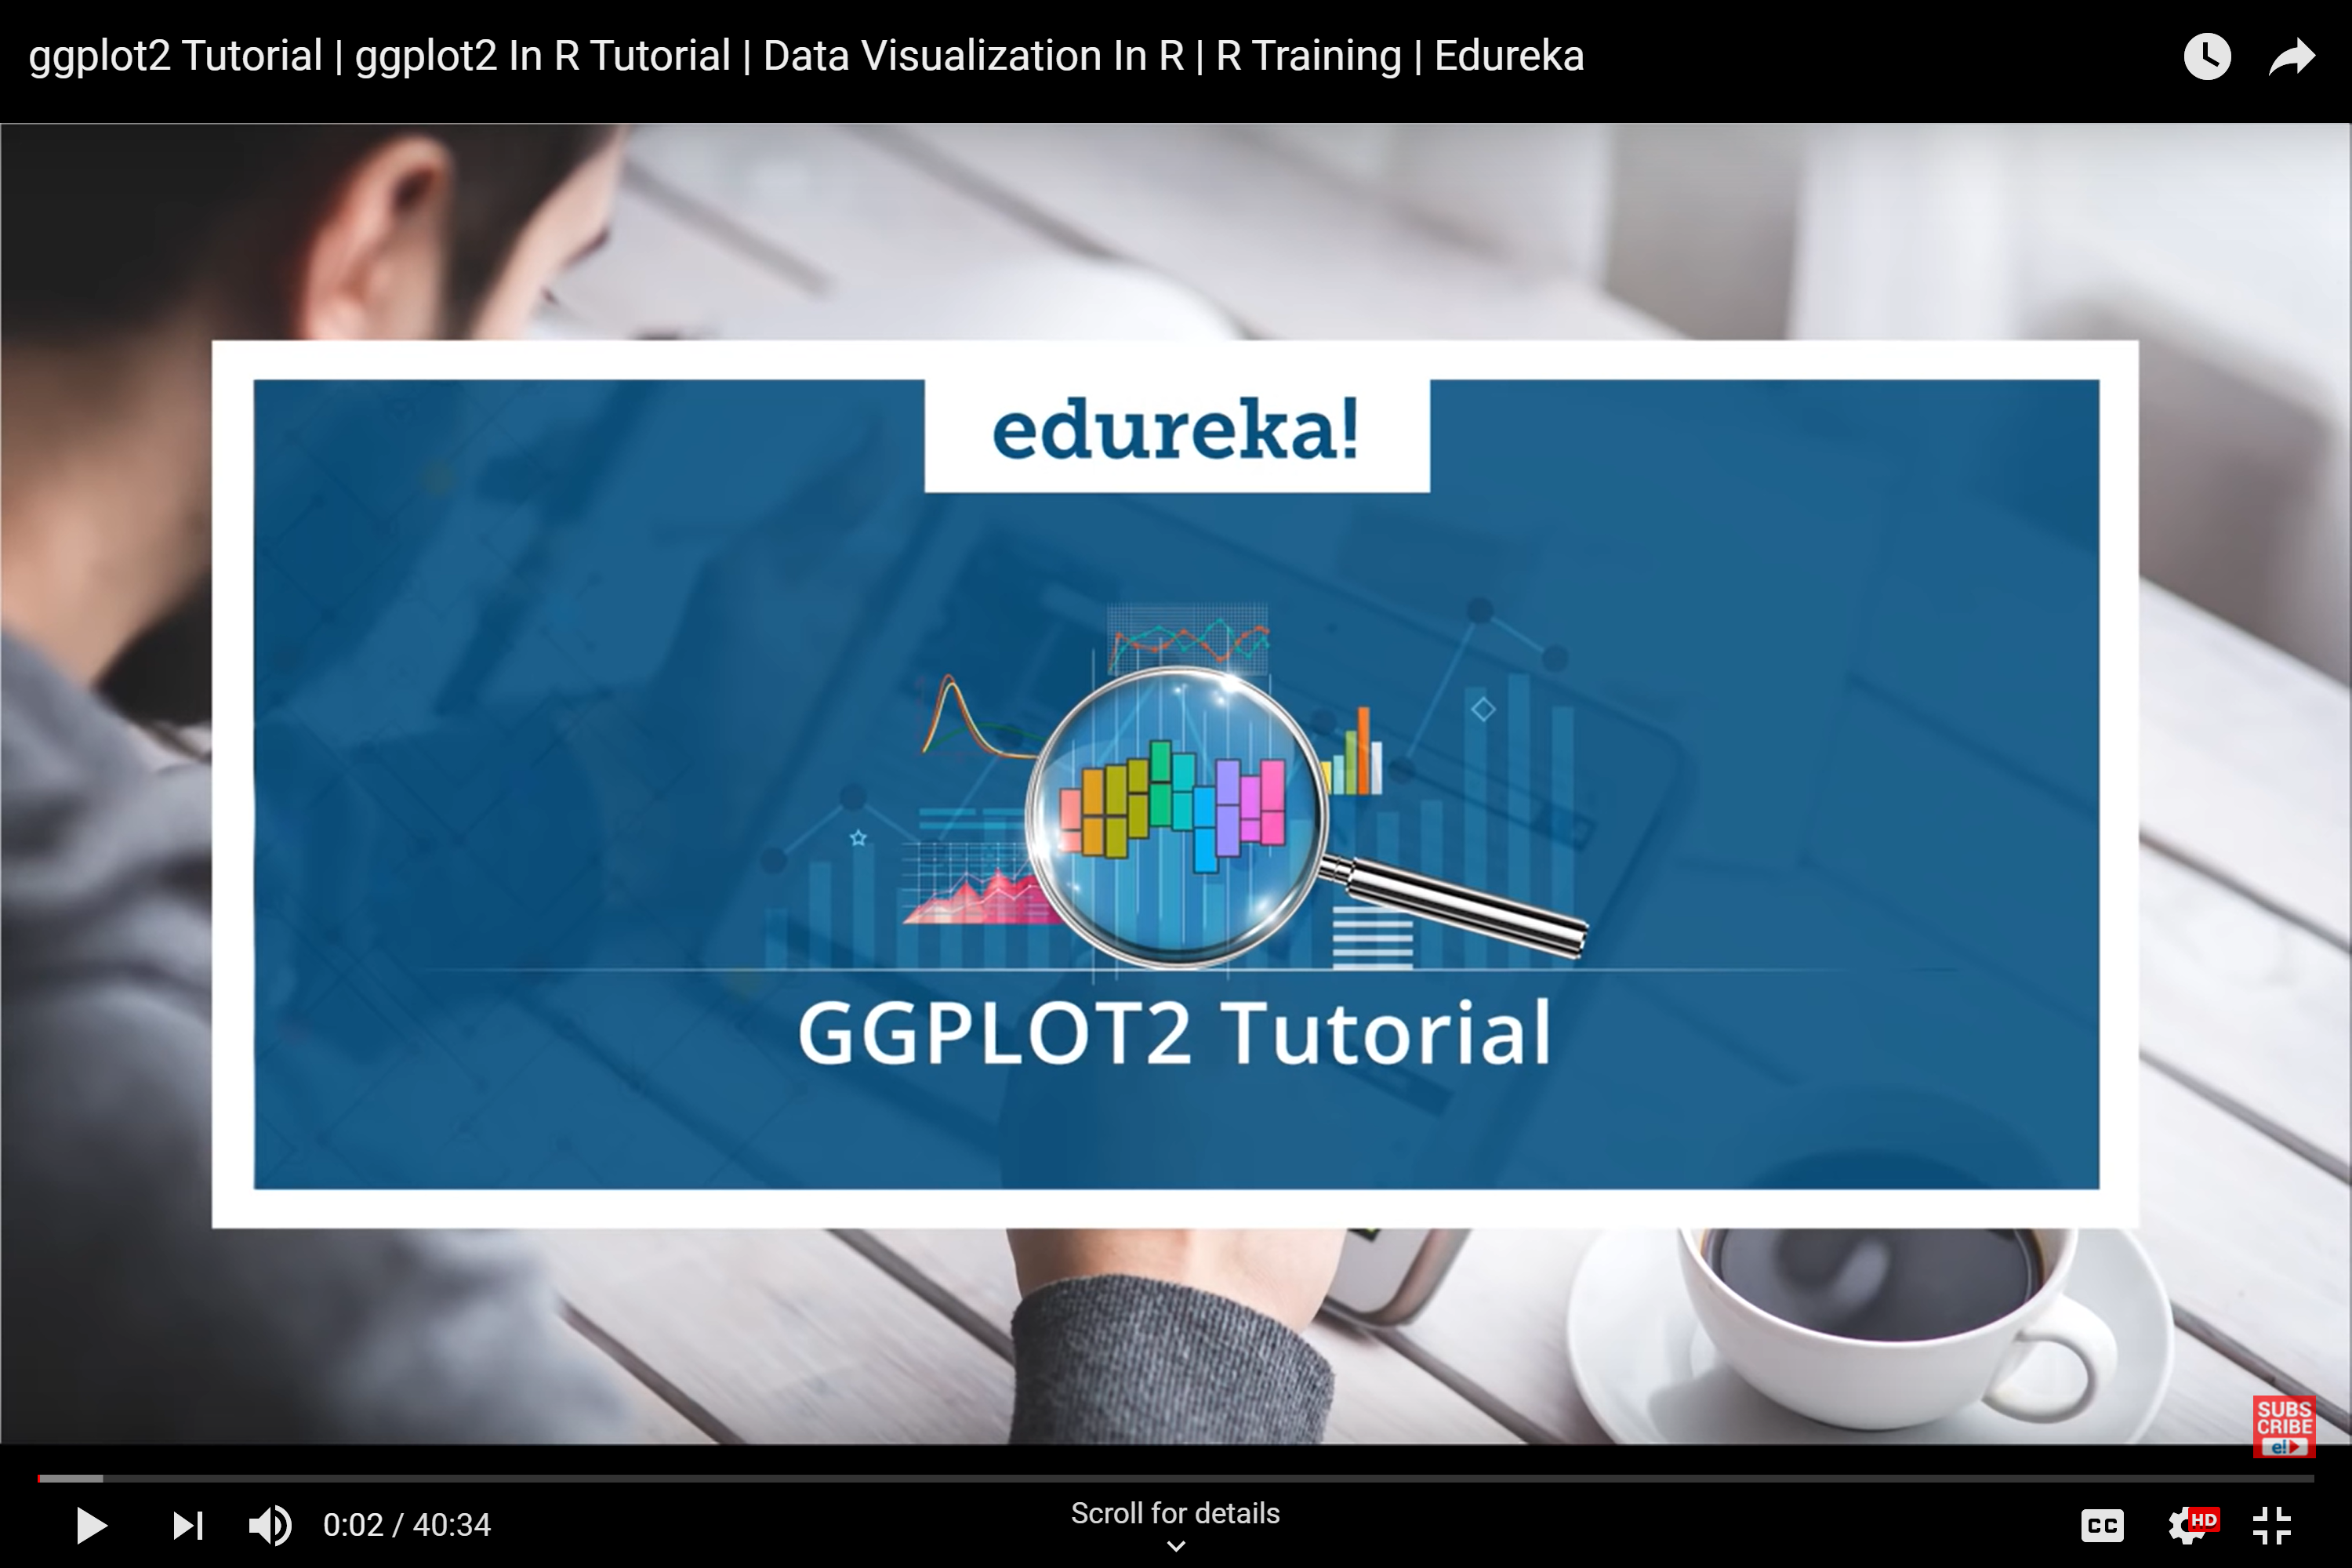 ggplot2 Tutorial | ggplot2 In R Tutorial | Data Visualization In R | R Training | Edureka
edureka!
GGPLOT2 Tutorial
SUBS
CRIBE
e!
0:02 / 40:34
Scroll for details
CC
HD